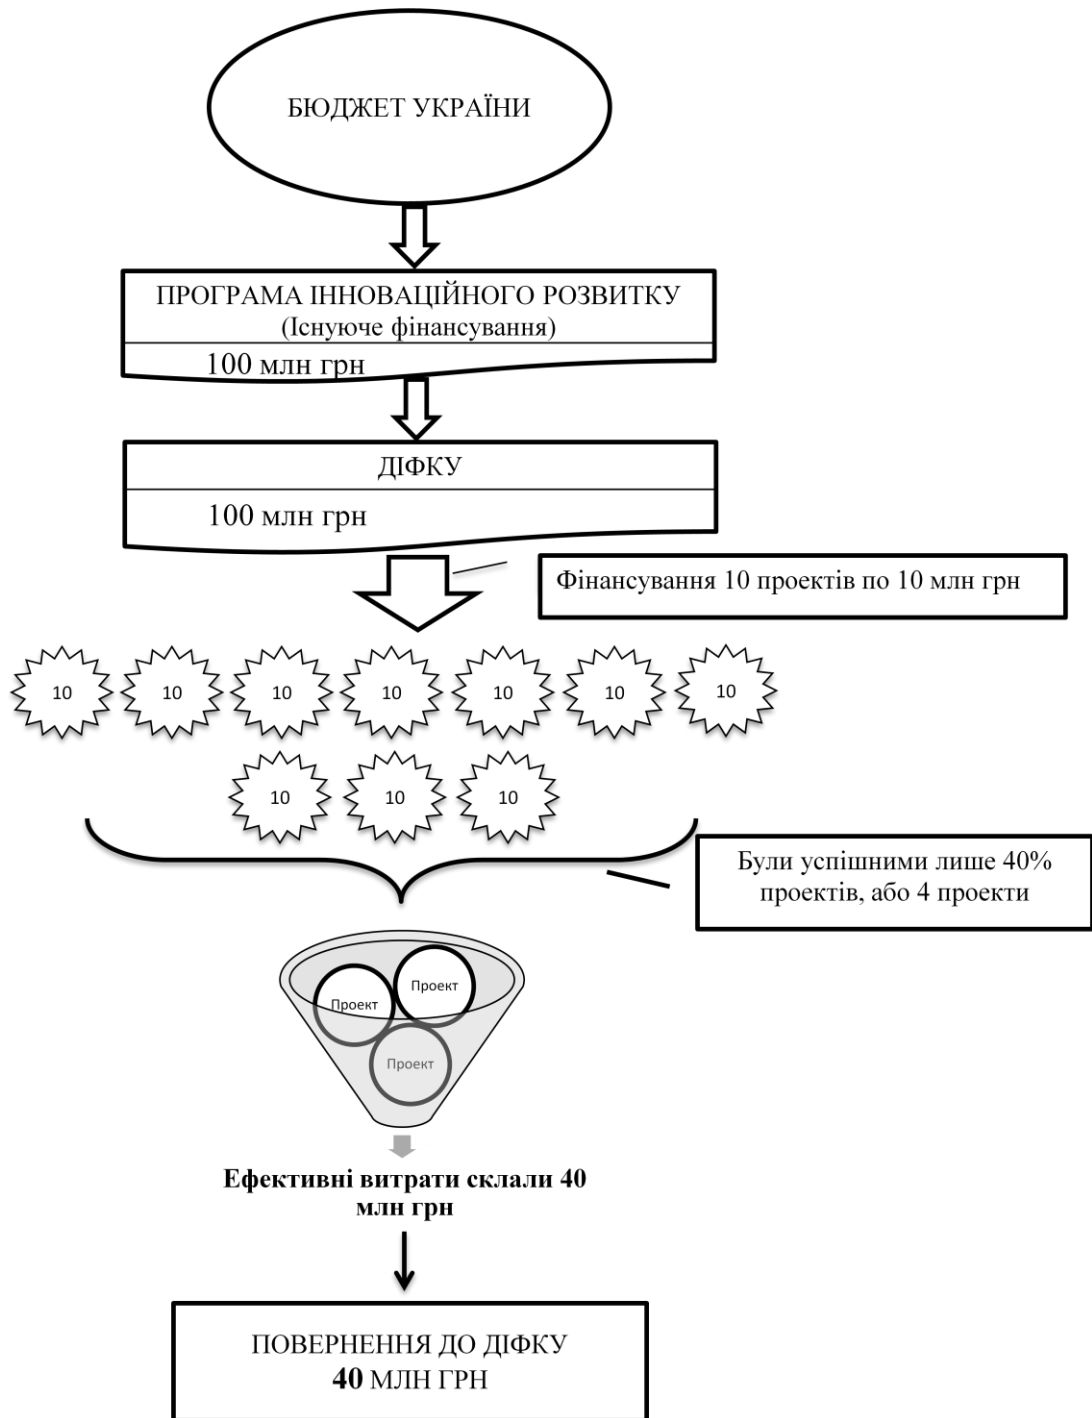 БЮДЖЕТ УКРАЇНИ
ПРОГРАМА ІННОВАЦІЙНОГО РОЗВИТКУ
(Існуюче фінансування)
100 млн грн
ДІФКУ
100 млн грн
Фінансування 10 проектів по 10 млн грн
10 10 10 10 10 10 10
10 10 10
Були успішними лише 40%
проектів, або 4 проекти
Проект
Проект
Проект
Ефективні витрати склали 40
млн грн
ПОВЕРНЕННЯ ДО ДІФКУ
40 МЛН ГРН